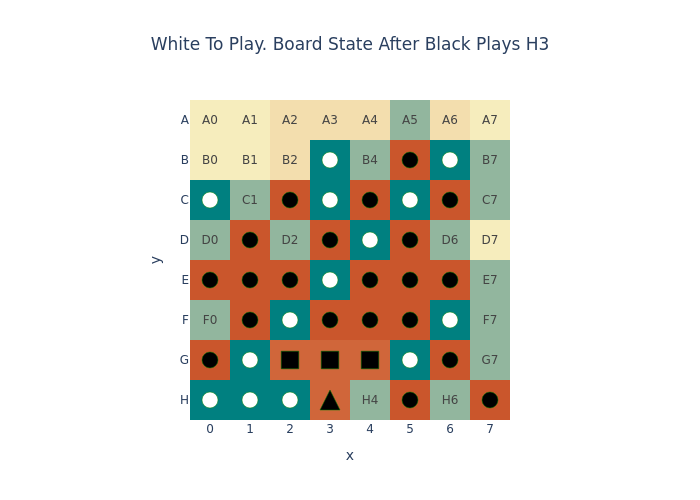 White To Play. Board State After Black Plays H3
A A0 A1 A2 A3 A4 A5 A6 A7
B B0 B1 B2 B4 B7
C C1 C7
D D0 D2 D6 D7
E E7
F F0 F7
G G7
H H4 H6
0 1 2 3 4 5 6 7
x
y